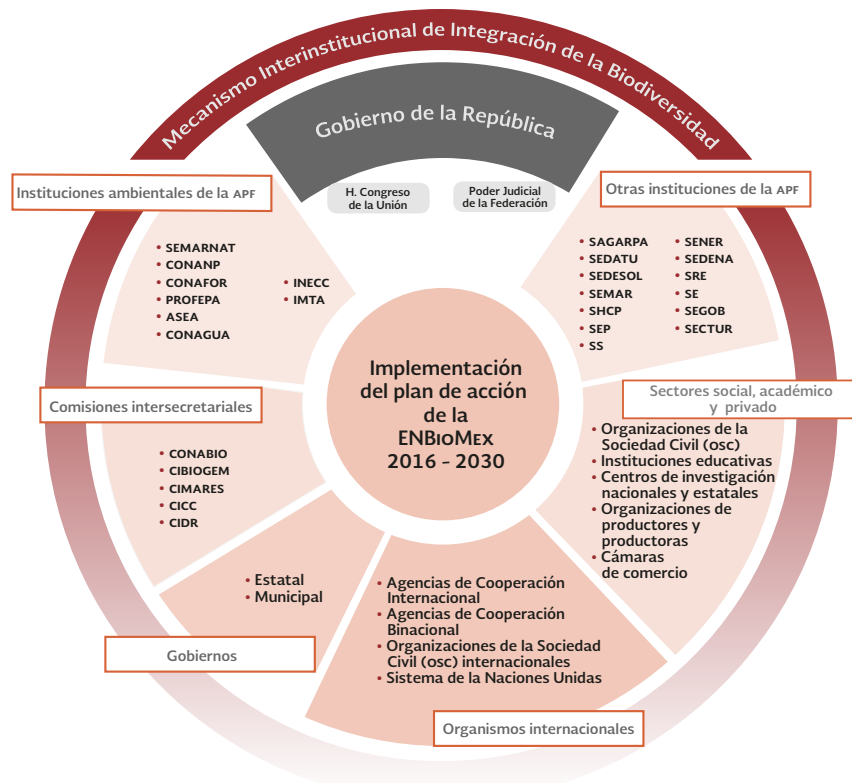 Mecanismo Interinstitucional de Integración de la Biodiversidad
Gobierno de la República
H. Congreso
de la Unión
Poder Judicial
de la Federación
Instituciones ambientales de la APF
• SEMARNAT
• CONANP
• CONAFOR
• PROFEPA
• ASEA
• CONAGUA
• INECC
• IMTA
Otras instituciones de la APF
• SAGARPA
• SEDATU
• SEDESOL
• SEMAR
• SHCP
• SEP
• SS
• SENER
• SEDENA
• SRE
• SE
• SEGOB
• SECTUR
Implementación
del plan de acción
de la
ENBIOMEX
2016 - 2030
Comisiones intersecretariales
• CONABIO
• CIBIOGEM
• CIMARES
• CICC
• CIDR
Sectores social, académico
y privado
• Organizaciones de la
Sociedad Civil (OSC)
• Instituciones educativas
• Centros de investigación
nacionales y estatales
• Organizaciones de
productores y
productoras
• Cámaras
de comercio
• Estatal
• Municipal
Gobiernos
• Agencias de Cooperación
Internacional
• Agencias de Cooperación
Binacional
• Organizaciones de la Sociedad
Civil (OSC) internacionales
• Sistema de la Naciones Unidas
Organismos internacionales